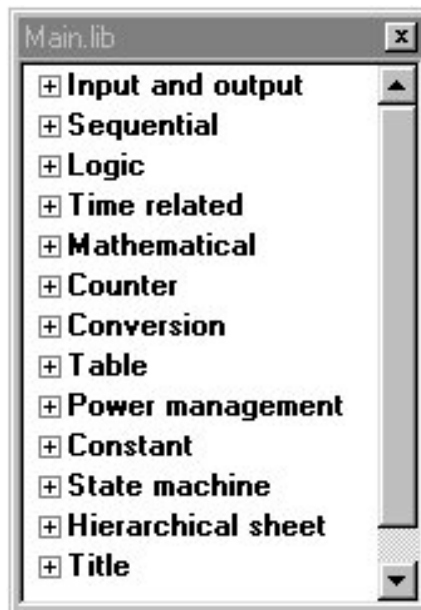 Main.lib
Input and output
Sequential
Logic
Time related
Mathematical
Counter
Conversion
Table
Power management
Constant
State machine
Hierarchical sheet
Title